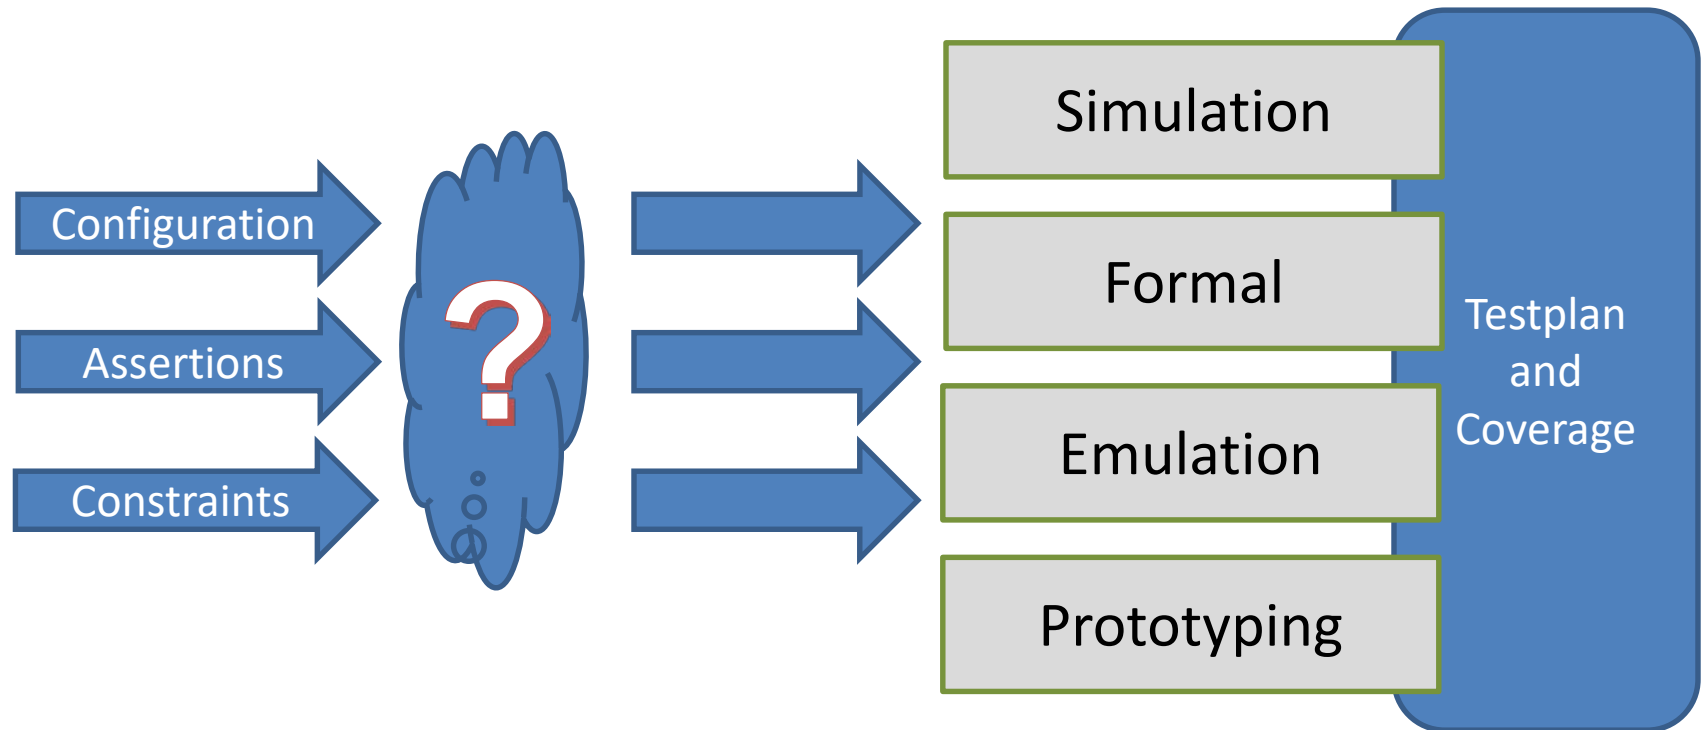 Configuration
Assertions
Constraints
?
Simulation
Formal
Emulation
Prototyping
Testplan
and
Coverage